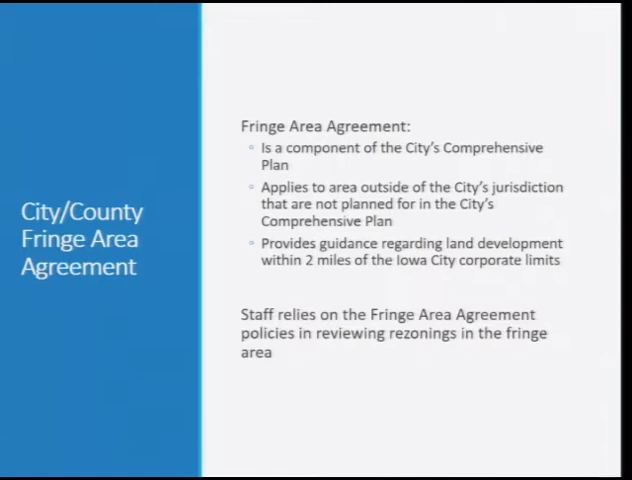 City/County
Fringe Area
Agreement
Fringe Area Agreement:
Is a component of the City's Comprehensive
Plan
Applies to area outside of the City's jurisdiction
that are not planned for in the City's
Comprehensive Plan
Provides guidance regarding land development
within 2 miles of the Iowa City corporate limits
Staff relies on the Fringe Area Agreement
policies in reviewing rezonings in the fringe
area